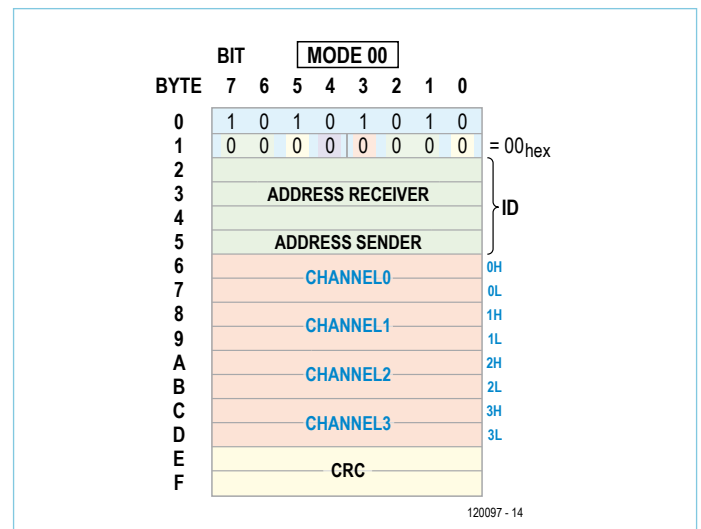 BIT MODE 00
BYTE 7 6 5 4 3 2 1 0
0 1 0 1 0 1 0 1 0
1 0 0 0 0 0 0 0 0 = 00hex
2
3 ADDRESS RECEIVER
ID
4
5 ADDRESS SENDER
6 0H
CHANNEL0
7 0L
8 1H
CHANNEL1
9 1L
A 2H
CHANNEL2
B 2L
C 3H
CHANNEL3
D 3L
E
CRC
F
120097 - 14